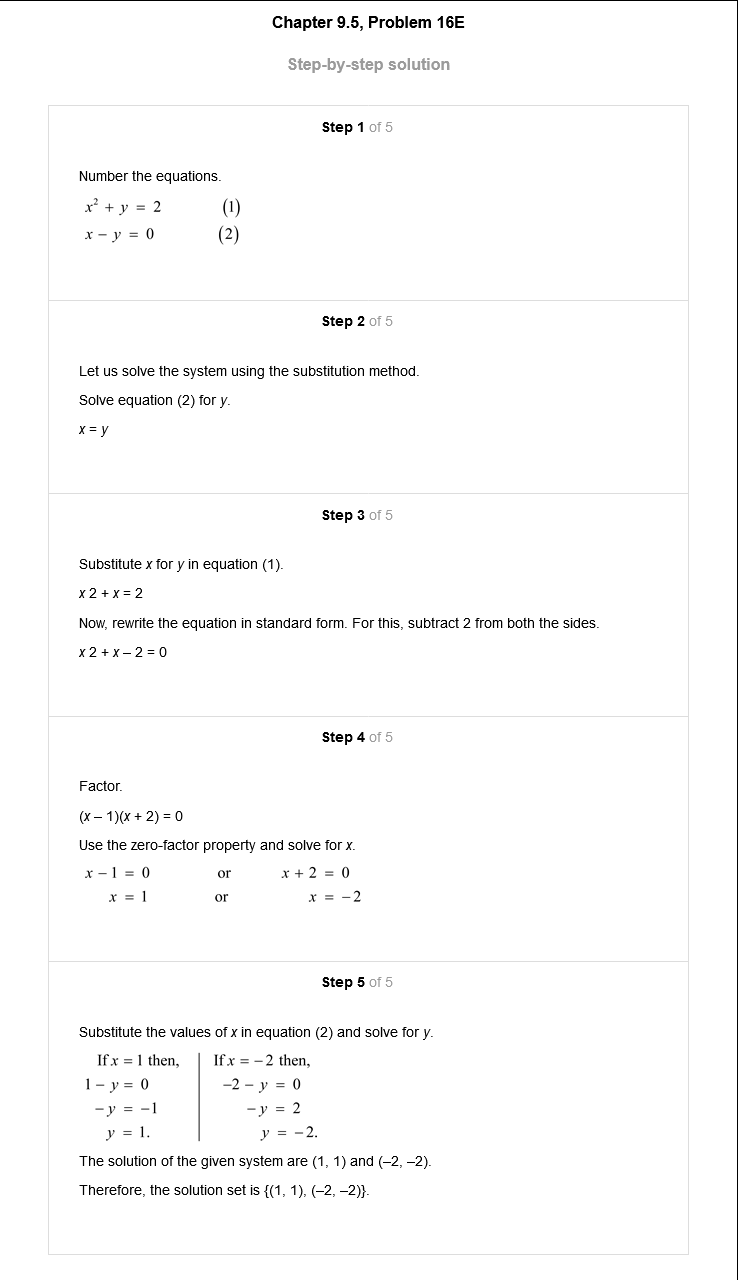 Chapter 9.5, Problem 16E
Step-by-step solution
Step 1 of 5
Number the equations.
x² + y = 2 (1)
x − y = 0 (2)
Step 2 of 5
Let us solve the system using the substitution method.
Solve equation (2) for y.
x = y
Step 3 of 5
Substitute x for y in equation (1).
x 2 + x = 2
Now, rewrite the equation in standard form. For this, subtract 2 from both the sides.
x 2 + x – 2 = 0
Step 4 of 5
Factor.
(x – 1)(x + 2) = 0
Use the zero-factor property and solve for x.
x − 1 = 0 or x + 2 = 0
x = 1 or x = −2
Step 5 of 5
Substitute the values of x in equation (2) and solve for y.
If x = 1 then, If x = −2 then,
1 − y = 0 −2 − y = 0
−y = −1 −y = 2
y = 1. y = −2.
The solution of the given system are (1, 1) and (–2, –2).
Therefore, the solution set is {(1, 1), (–2, –2)}.